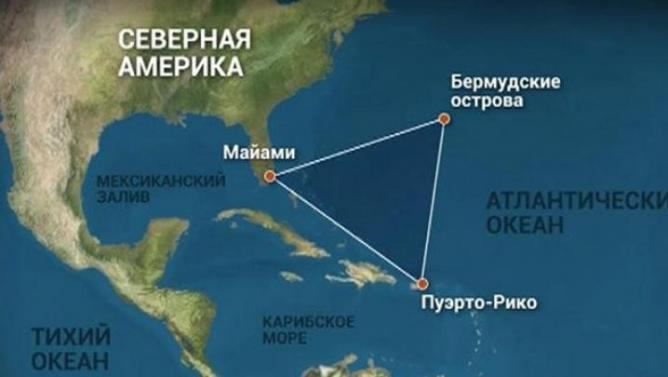 СЕВЕРНАЯ
АМЕРИКА
Бермудские
острова
Майами
МЕКСИКАНСКИЙ
ЗАЛИВ
АТЛАНТИЧЕСКИ
ОКЕАН
Пуэрто-Рико
КАРИБСКОЕ
МОРЕ
ТИХИЙ
ОКЕАН